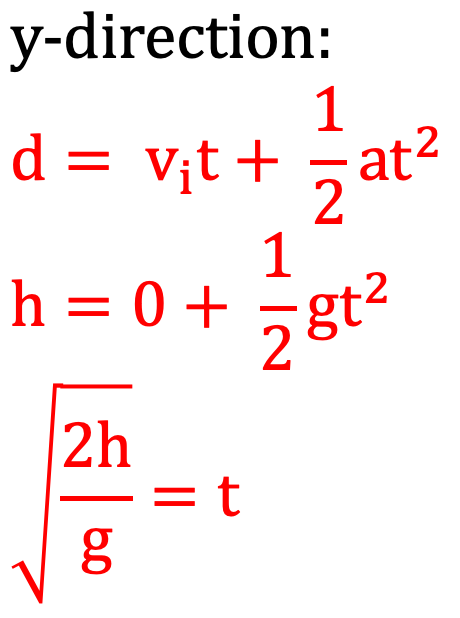 y-direction:
d = vᵢt + 1/2 at²
h = 0 + 1/2 gt²
√(2h/g) = t